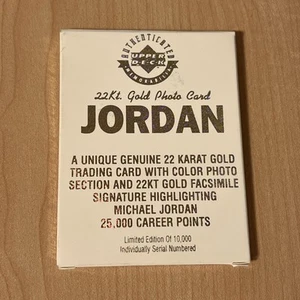 AUTHENTICATED
UPPER
DECK
MEMORABILIA
22Kt. Gold Photo Card
JORDAN
A UNIQUE GENUINE 22 KARAT GOLD
TRADING CARD WITH COLOR PHOTO
SECTION AND 22KT GOLD FACSIMILE
SIGNATURE HIGHLIGHTING
MICHAEL JORDAN
25,000 CAREER POINTS
Limited Edition Of 10,000
Individually Serial Numbered